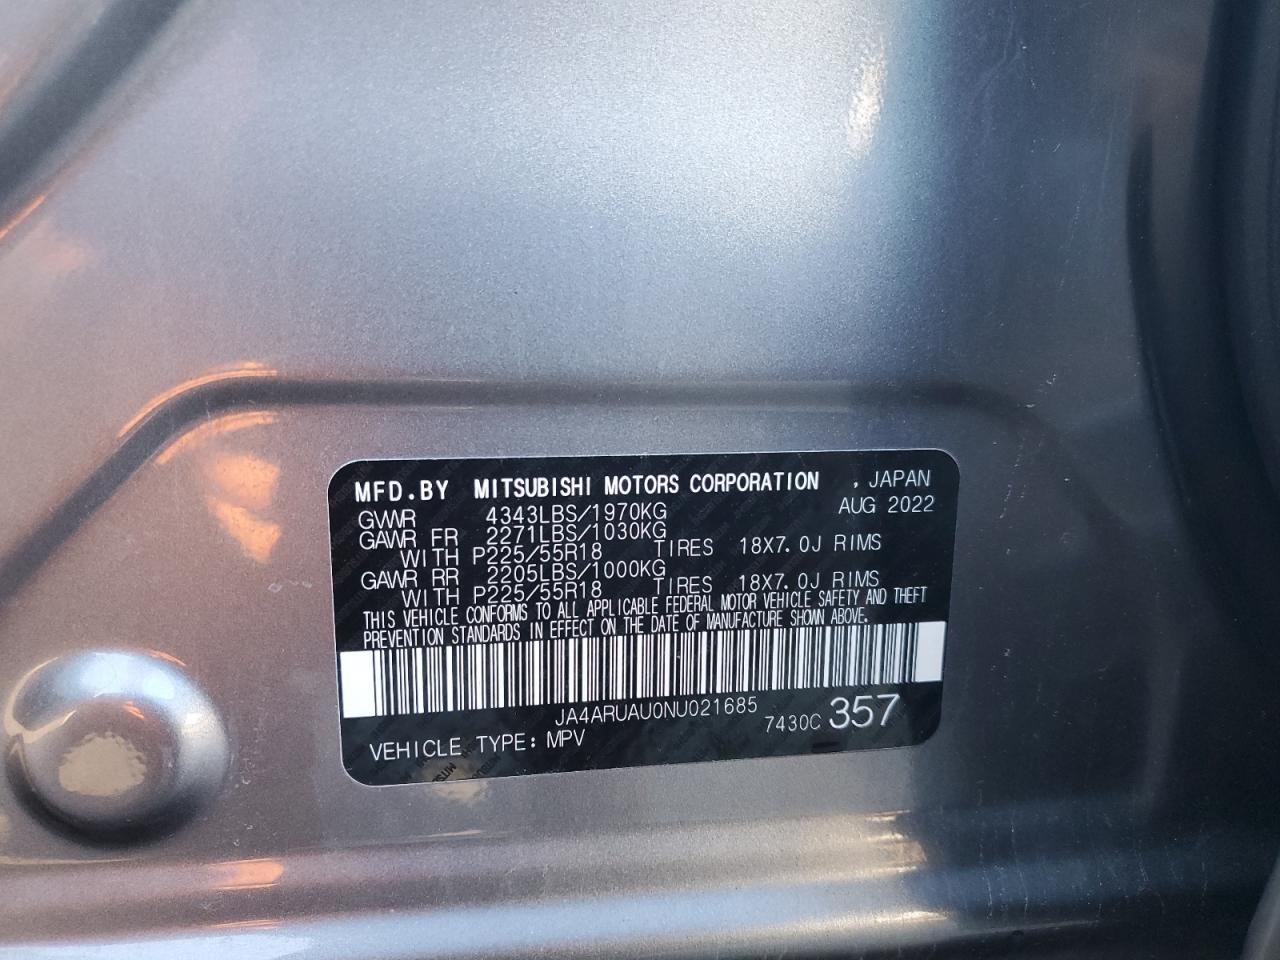 MFD.BY MITSUBISHI MOTORS CORPORATION , JAPAN
AUG 2022
GVWR 4343LBS/1970KG
GAWR FR 2271LBS/1030KG
WITH P225/55R18 TIRES 18X7.0J RIMS
GAWR RR 2205LBS/1000KG
WITH P225/55R18 TIRES 18X7.0J RIMS
THIS VEHICLE CONFORMS TO ALL APPLICABLE FEDERAL MOTOR VEHICLE SAFETY AND THEFT
PREVENTION STANDARDS IN EFFECT ON THE DATE OF MANUFACTURE SHOWN ABOVE.
JA4ARUAU0NU021685
7430C 357
VEHICLE TYPE: MPV